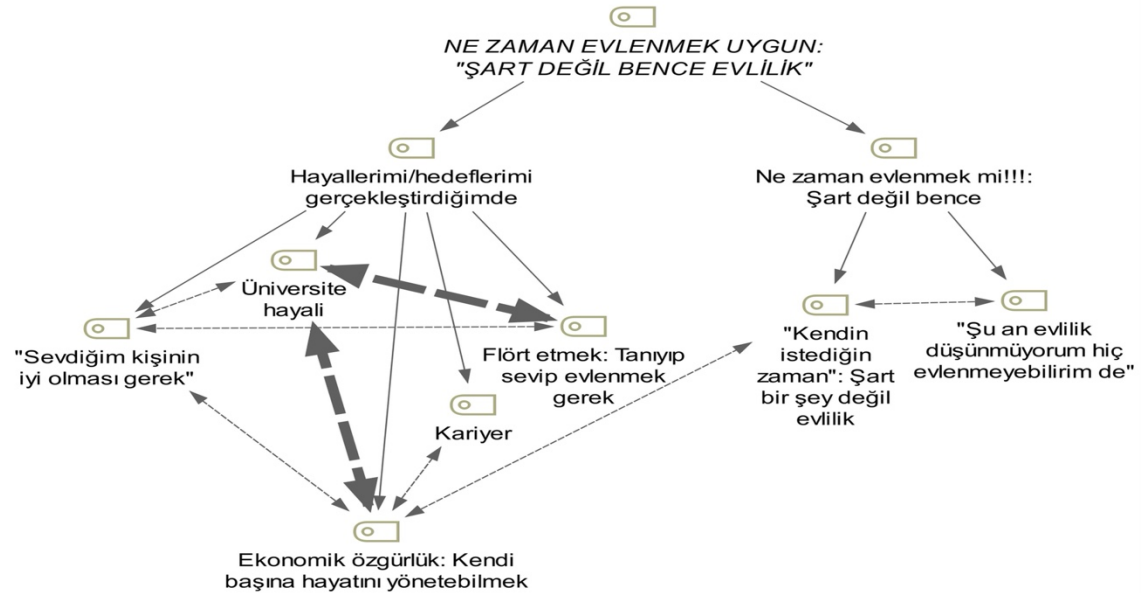 NE ZAMAN EVLENMEK UYGUN:
"ŞART DEĞİL BENCE EVLİLİK"
Hayallerimi/hedeflerimi
gerçekleştirdiğimde
Ne zaman evlenmek mi!!!:
Şart değil bence
Üniversite
hayali
"Sevdiğim kişinin
iyi olması gerek"
Flört etmek: Tanıyıp
sevip evlenmek
gerek
Kariyer
"Kendin
istediğin
zaman": Şart
bir şey değil
evlilik
"Şu an evlilik
düşünmüyorum hiç
evlenmeyebilirim de"
Ekonomik özgürlük: Kendi
başına hayatını yönetebilmek